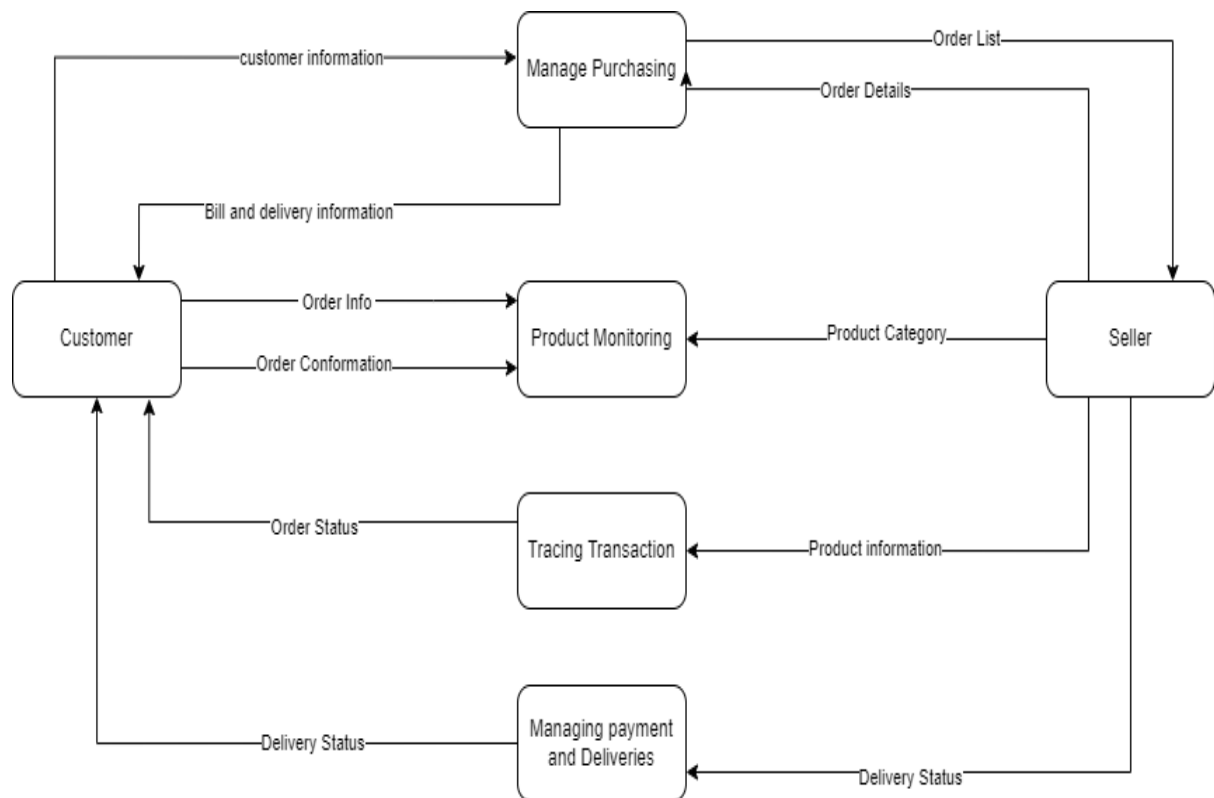 Order List
customer information
Manage Purchasing
Order Details
Bill and delivery information
Order Info
Customer
Product Monitoring
Product Category
Seller
Order Conformation
Order Status
Tracing Transaction
Product information
Managing payment
and Deliveries
Delivery Status
Delivery Status